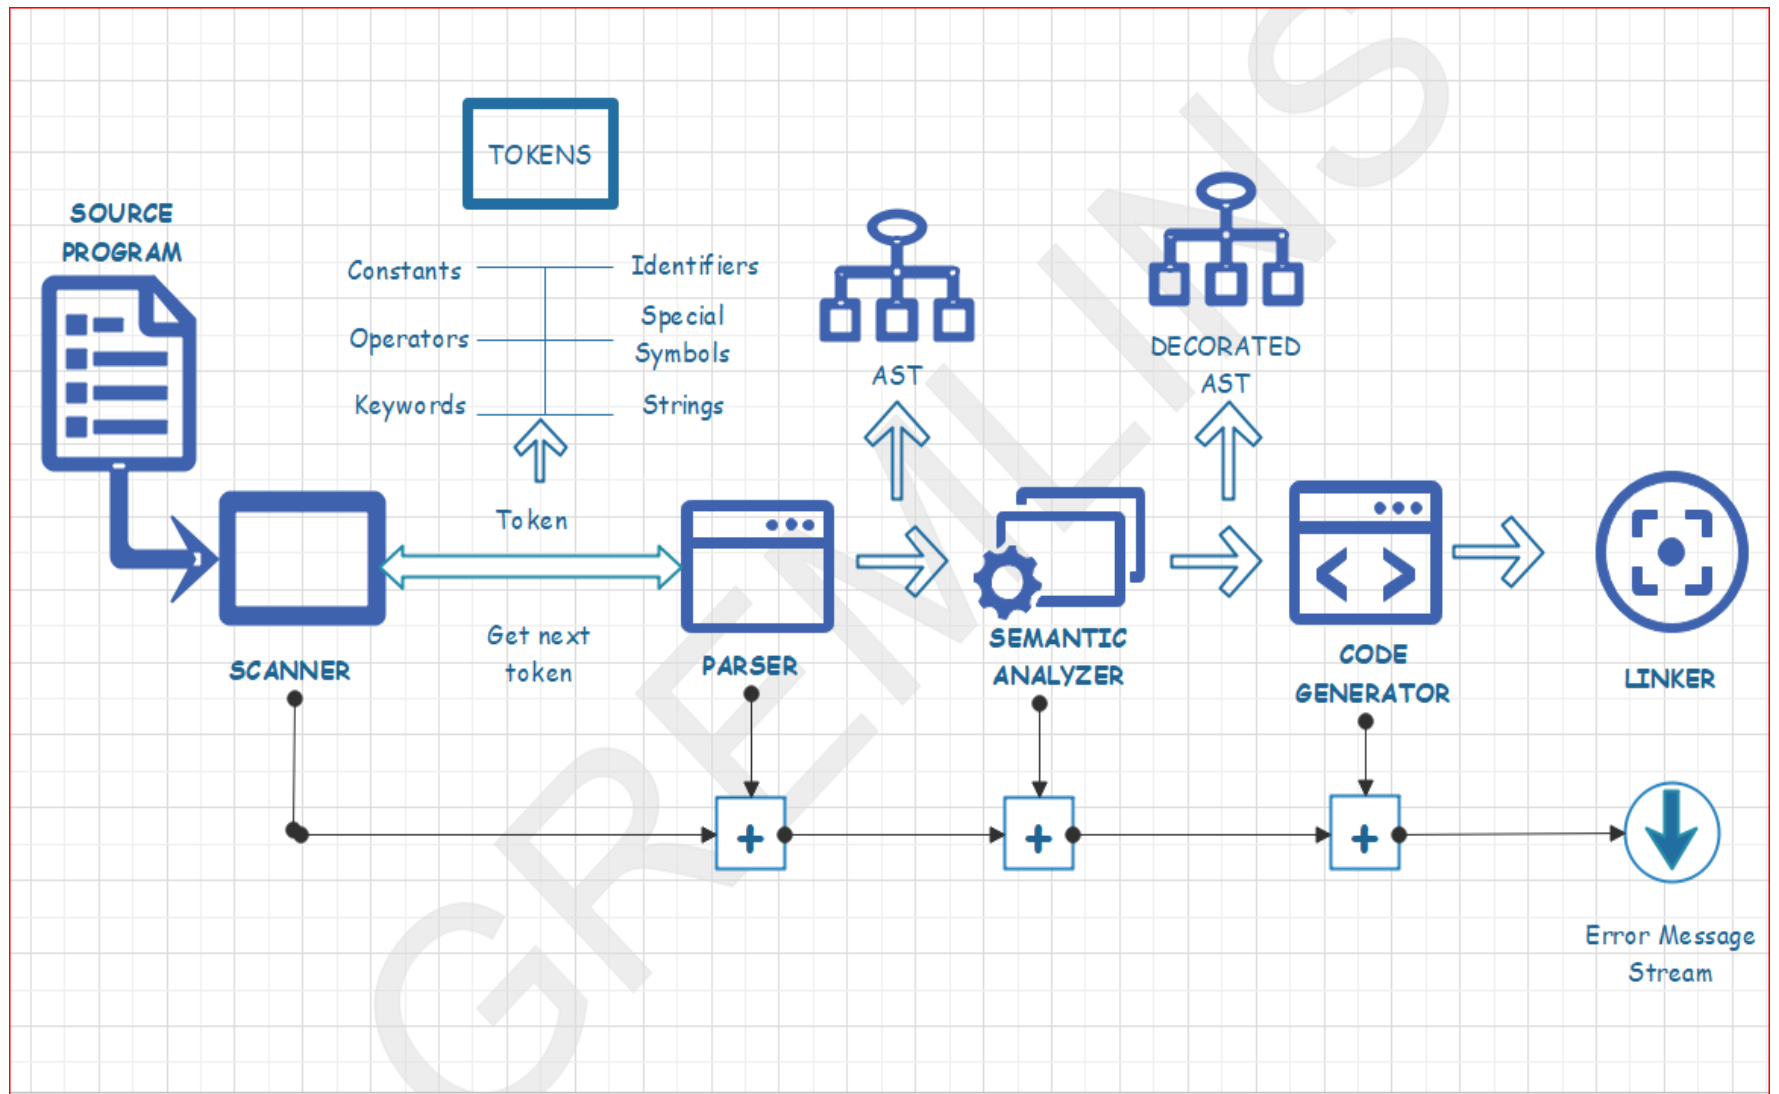 TOKENS
SOURCE
PROGRAM
Constants
Identifiers
Special
Symbols
Operators
Keywords
Strings
AST
DECORATED
AST
Token
Get next
token
SCANNER
PARSER
SEMANTIC
ANALYZER
CODE
GENERATOR
LINKER
+
+
+
Error Message
Stream
GREMLINS